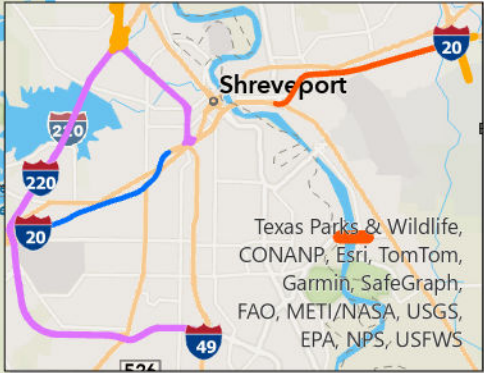 20
Shreveport
220
220
20
Texas Parks & Wildlife,
CONANP, Esri, TomTom,
Garmin, SafeGraph,
FAO, METI/NASA, USGS,
EPA, NPS, USFWS
49
526